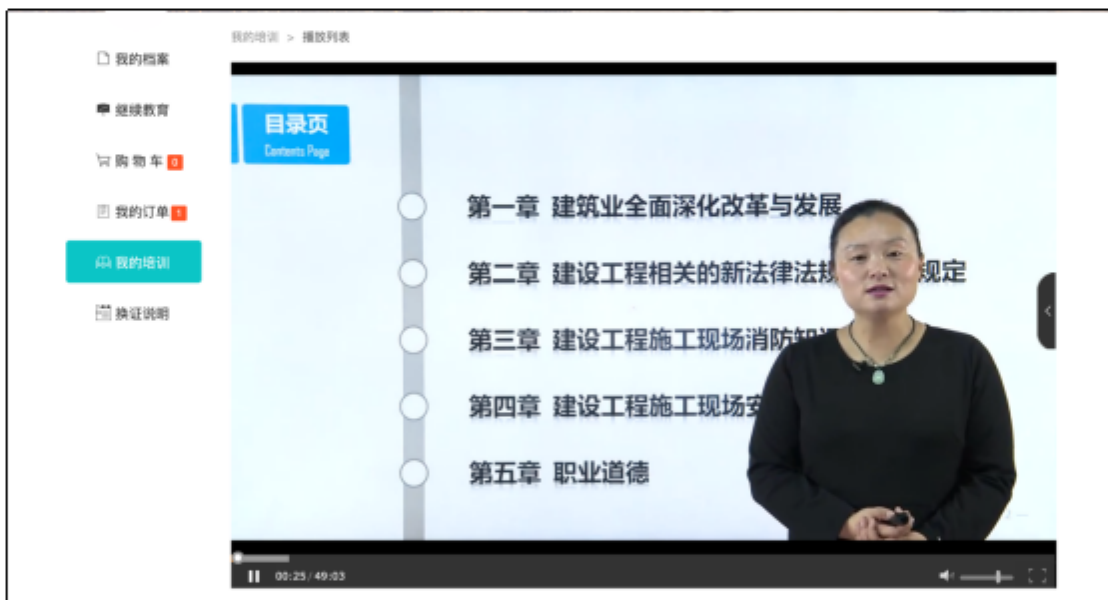 我的培训 > 播放列表
我的档案
继续教育
购物车 0
我的订单 1
我的培训
换证说明
目录页
Contents Page
第一章 建筑业全面深化改革与发展
第二章 建设工程相关的新法律法规 规定
第三章 建设工程施工现场消防知
第四章 建设工程施工现场安
第五章 职业道德
00:25/49:03